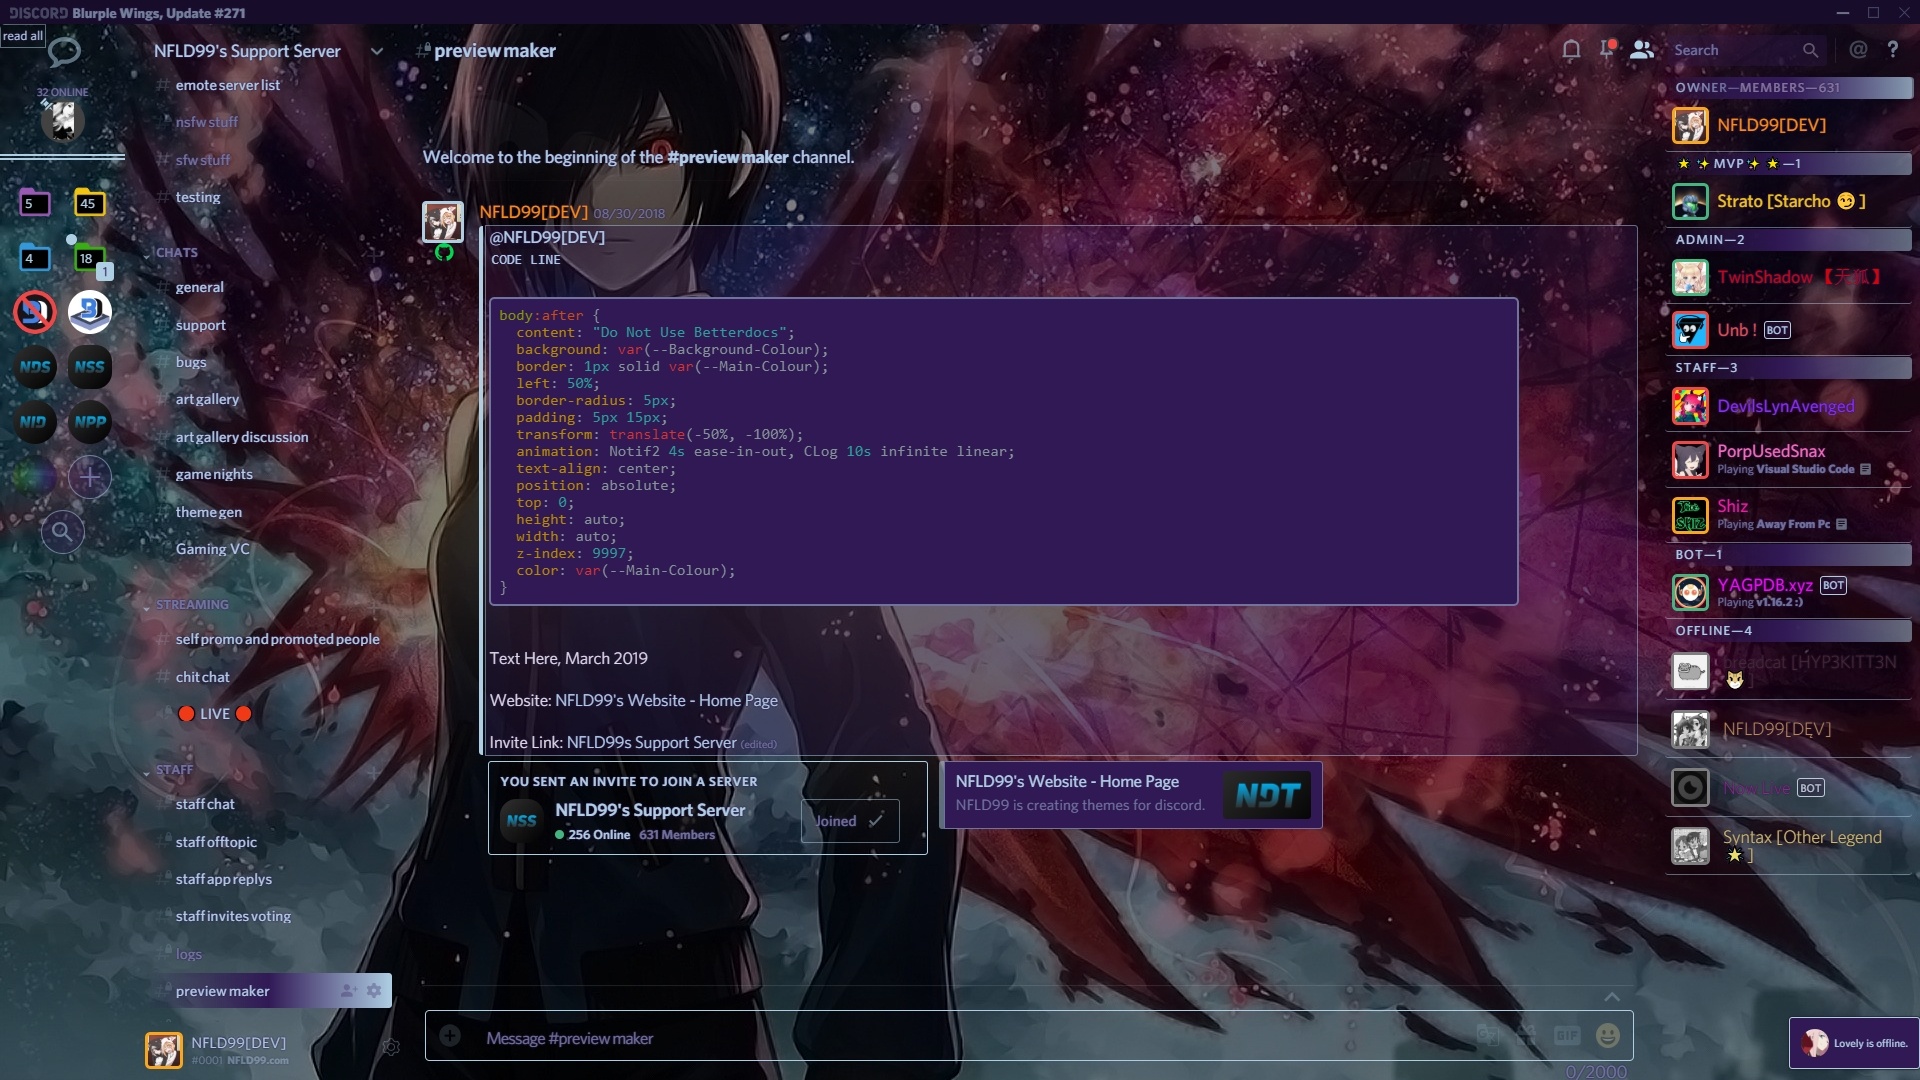 DISCORD Blurple Wings, Update #271
read all
32 ONLINE
5
45
4
18
1
NDS
NSS
NID
NPP
NFLD99's Support Server
emote server list
nsfw stuff
sfw stuff
testing
CHATS
general
support
bugs
art gallery
art gallery discussion
game nights
theme gen
Gaming VC
STREAMING
self promo and promoted people
chit chat
LIVE
STAFF
staff chat
staff offtopic
staff app replys
staff invites voting
logs
preview maker
NFLD99[DEV]
#0001 NFLD99.com
# preview maker
Search
Welcome to the beginning of the #preview maker channel.
NFLD99[DEV] 08/30/2018
@NFLD99[DEV]
CODE LINE
body:after {
content: "Do Not Use Betterdocs";
background: var(--Background-Colour);
border: 1px solid var(--Main-Colour);
left: 50%;
border-radius: 5px;
padding: 5px 15px;
transform: translate(-50%, -100%);
animation: Notif2 4s ease-in-out, CLog 10s infinite linear;
text-align: center;
position: absolute;
top: 0;
height: auto;
width: auto;
z-index: 9997;
color: var(--Main-Colour);
}
Text Here, March 2019
Website: NFLD99's Website - Home Page
Invite Link: NFLD99s Support Server (edited)
YOU SENT AN INVITE TO JOIN A SERVER
NSS
NFLD99's Support Server
256 Online 631 Members
Joined
NFLD99's Website - Home Page
NFLD99 is creating themes for discord.
NDT
Message #preview maker
GIF
0/2000
OWNER—MEMBERS—631
NFLD99[DEV]
MVP —1
Strato [Starcho 😏 ]
ADMIN—2
TwinShadow 【天狐】
Unb ! BOT
STAFF—3
DevilsLynAvenged
PorpUsedSnax
Playing Visual Studio Code
Shiz
Playing Away From Pc
The SHIZ
BOT—1
YAGPDB.xyz BOT
Playing v1.16.2 :)
OFFLINE—4
breadcat [HYP3KITT3N
]
NFLD99[DEV]
Now Live BOT
Syntax [Other Legend
]
Lovely is offline.